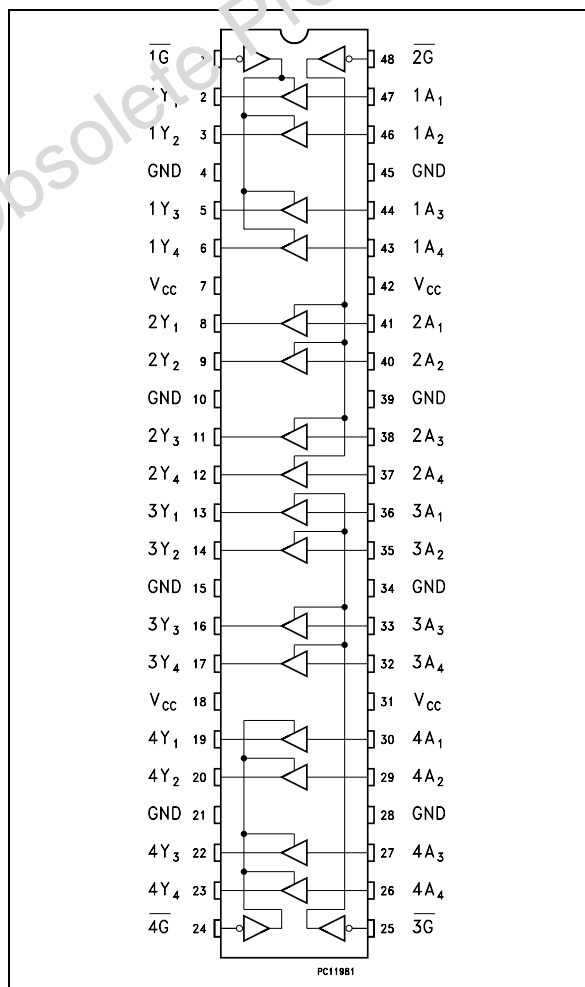 Obsolete Pr
1G 48 2G
1Y 2 47 1A1
1Y2 3 46 1A2
GND 4 45 GND
1Y3 5 44 1A3
1Y4 6 43 1A4
VCC 7 42 VCC
2Y1 8 41 2A1
2Y2 9 40 2A2
GND 10 39 GND
2Y3 11 38 2A3
2Y4 12 37 2A4
3Y1 13 36 3A1
3Y2 14 35 3A2
GND 15 34 GND
3Y3 16 33 3A3
3Y4 17 32 3A4
VCC 18 31 VCC
4Y1 19 30 4A1
4Y2 20 29 4A2
GND 21 28 GND
4Y3 22 27 4A3
4Y4 23 26 4A4
4G 24 25 3G
PC11981